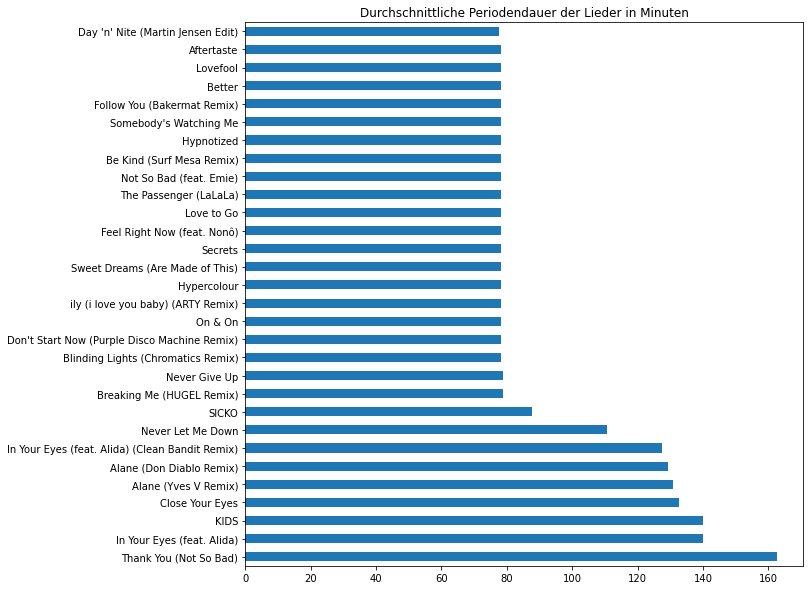 Durchschnittliche Periodendauer der Lieder in Minuten
Day 'n' Nite (Martin Jensen Edit)
Aftertaste
Lovefool
Better
Follow You (Bakermat Remix)
Somebody's Watching Me
Hypnotized
Be Kind (Surf Mesa Remix)
Not So Bad (feat. Emie)
The Passenger (LaLaLa)
Love to Go
Feel Right Now (feat. Nonô)
Secrets
Sweet Dreams (Are Made of This)
Hypercolour
ily (i love you baby) (ARTY Remix)
On & On
Don't Start Now (Purple Disco Machine Remix)
Blinding Lights (Chromatics Remix)
Never Give Up
Breaking Me (HUGEL Remix)
SICKO
Never Let Me Down
In Your Eyes (feat. Alida) (Clean Bandit Remix)
Alane (Don Diablo Remix)
Alane (Yves V Remix)
Close Your Eyes
KIDS
In Your Eyes (feat. Alida)
Thank You (Not So Bad)
0 20 40 60 80 100 120 140 160